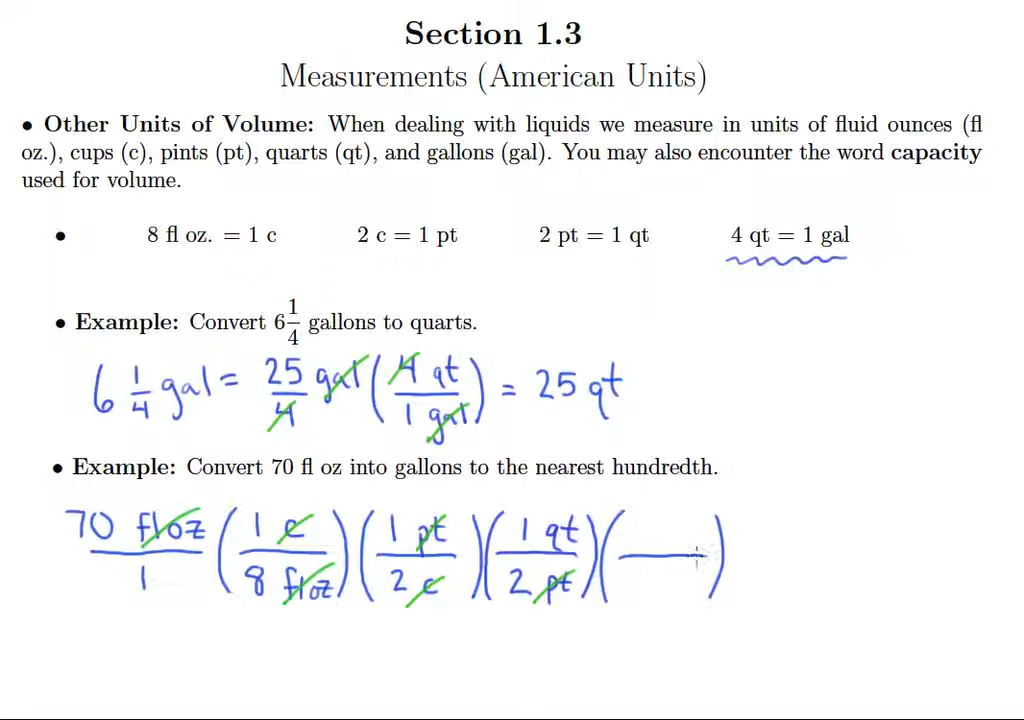 Section 1.3
Measurements (American Units)
• Other Units of Volume: When dealing with liquids we measure in units of fluid ounces (fl
oz.), cups (c), pints (pt), quarts (qt), and gallons (gal). You may also encounter the word capacity
used for volume.
• 8 fl oz. = 1 c 2 c = 1 pt 2 pt = 1 qt 4 qt = 1 gal
• Example: Convert 6 1/4 gallons to quarts.
6 1/4 gal = 25/4 gal (4 qt / 1 gal) = 25 qt
• Example: Convert 70 fl oz into gallons to the nearest hundredth.
70 fl oz / 1 (1 c / 8 fl oz) (1 pt / 2 c) (1 qt / 2 pt) ( / )